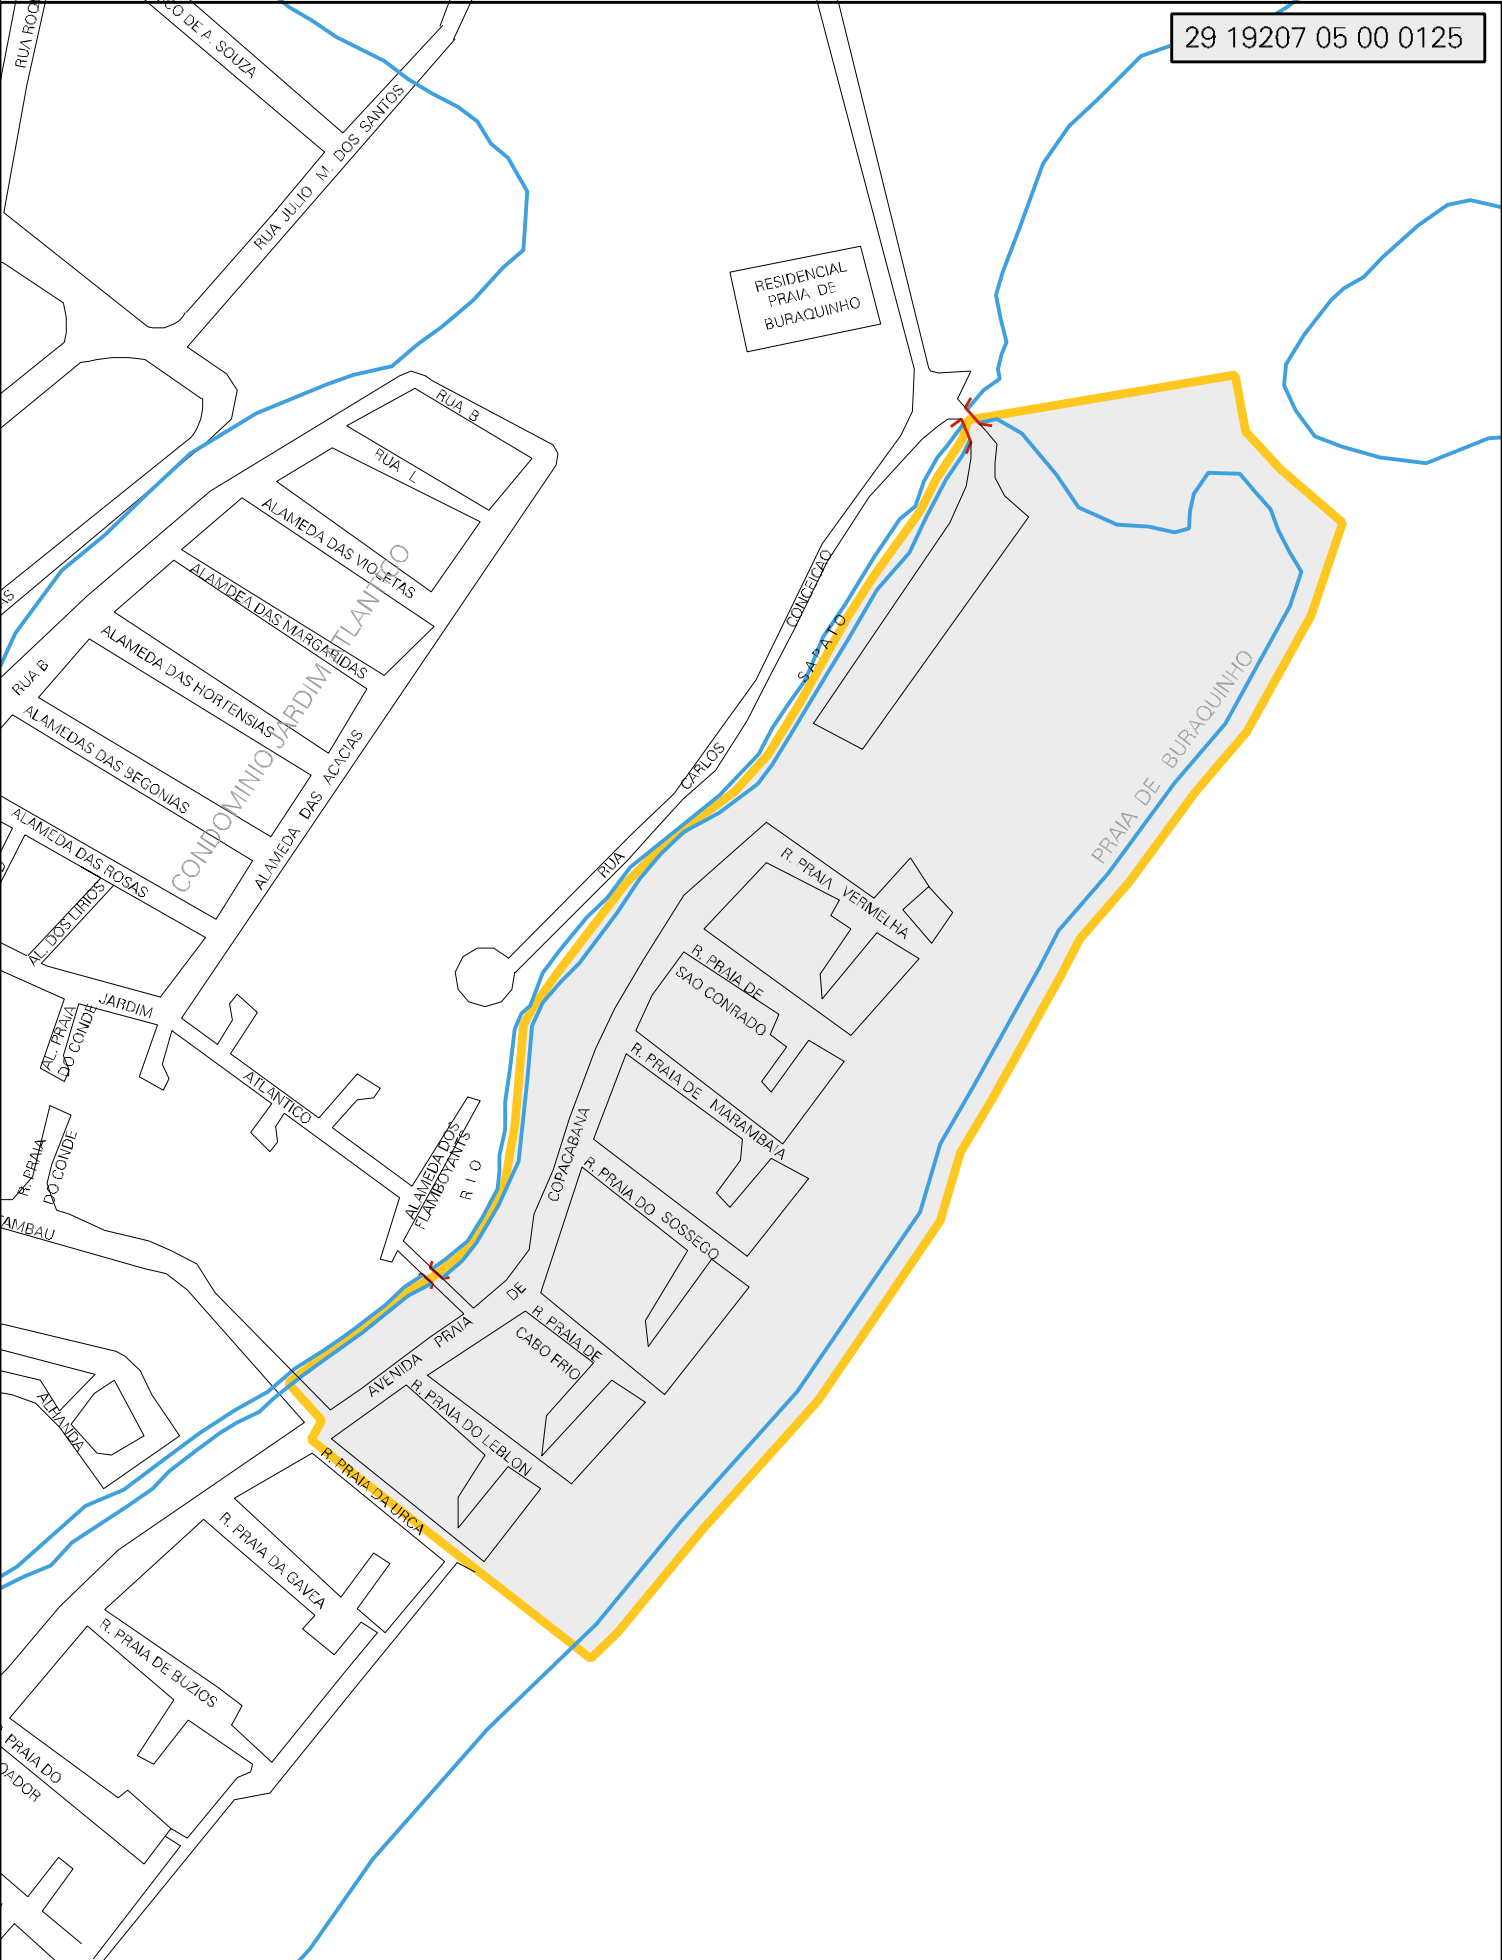 29 19207 05 00 0125
CO DE A. SOUZA
RUA JULIO M. DOS SANTOS
RESIDENCIAL
PRAIA DE
BURAQUINHO
RUA B
RUA L
ALAMEDA DAS VIOLETAS
ALAMDEA DAS MARGARIDAS
ALAMEDA DAS HORTENSIAS
RUA B
ALAMEDAS DAS BEGONIAS
ALAMEDA DAS ROSAS
AL. DOS LIRIOS
CONDOMINIO JARDIM ATLANTICO
ALAMEDA DAS ACACIAS
RUA CARLOS CONCEICAO
RIO SAPATO
PRAIA DE BURAQUINHO
JARDIM ATLANTICO
AL. PRAIA
DO CONDE
R. PRAIA
DO CONDE
ALAMEDA DOS
FLAMBOYANTS
TAMBAU
ALHANDA
R. PRAIA VERMELHA
R. PRAIA DE
SAO CONRADO
R. PRAIA DE MARAMBAIA
R. PRAIA DO SOSSEGO
AVENIDA PRAIA DE COPACABANA
R. PRAIA DE
CABO FRIO
R. PRAIA DO LEBLON
R. PRAIA DA URCA
R. PRAIA DA GAVEA
R. PRAIA DE BUZIOS
PRAIA DO
OADOR